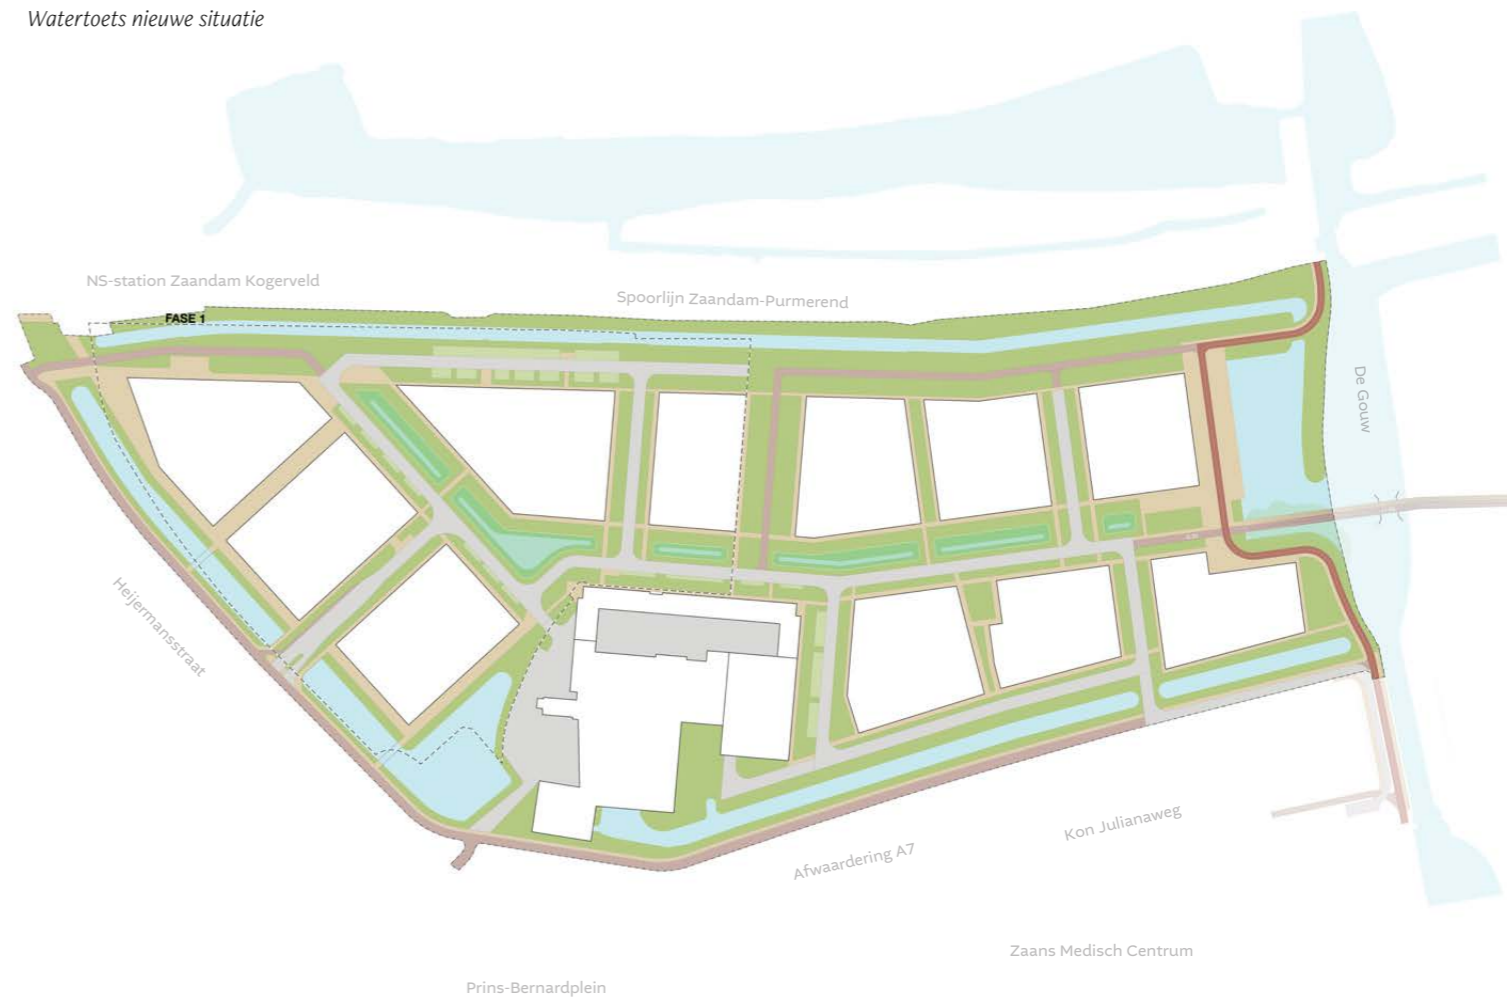 Watertoets nieuwe situatie
NS-station Zaandam Kogerveld
Spoorlijn Zaandam-Purmerend
FASE 1
De Gouw
Heijermansstraat
Kon Julianaweg
Afwaardering A7
Zaans Medisch Centrum
Prins-Bernardplein